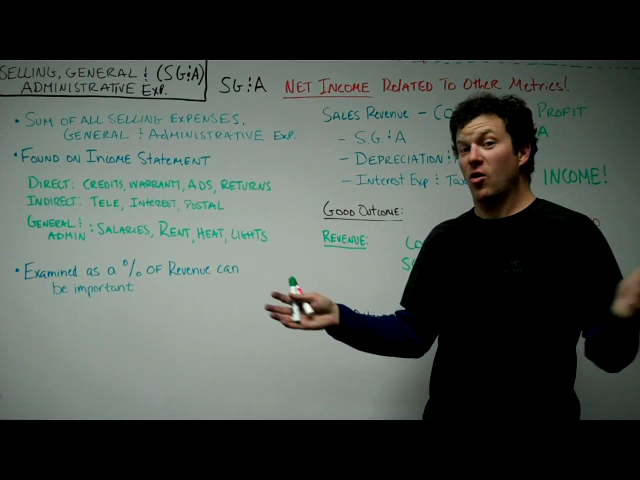 SELLING, GENERAL & (SG&A)
ADMINISTRATIVE EXP.
SG&A
NET INCOME RELATED TO OTHER METRICS!
• SUM OF ALL SELLING EXPENSES,
GENERAL & ADMINISTRATIVE EXP.
• FOUND ON INCOME STATEMENT
DIRECT: CREDITS, WARRANTY, ADS, RETURNS
INDIRECT: TELE, INTEREST, POSTAL
GENERAL &
ADMIN : SALARIES, RENT, HEAT, LIGHTS
• EXAMINED AS A % OF REVENUE CAN
be important
SALES REVENUE - PROFIT
- S.G.&A
- DEPRECIATION &
- INTEREST EXP & INCOME!
GOOD OUTCOME:
REVENUE: